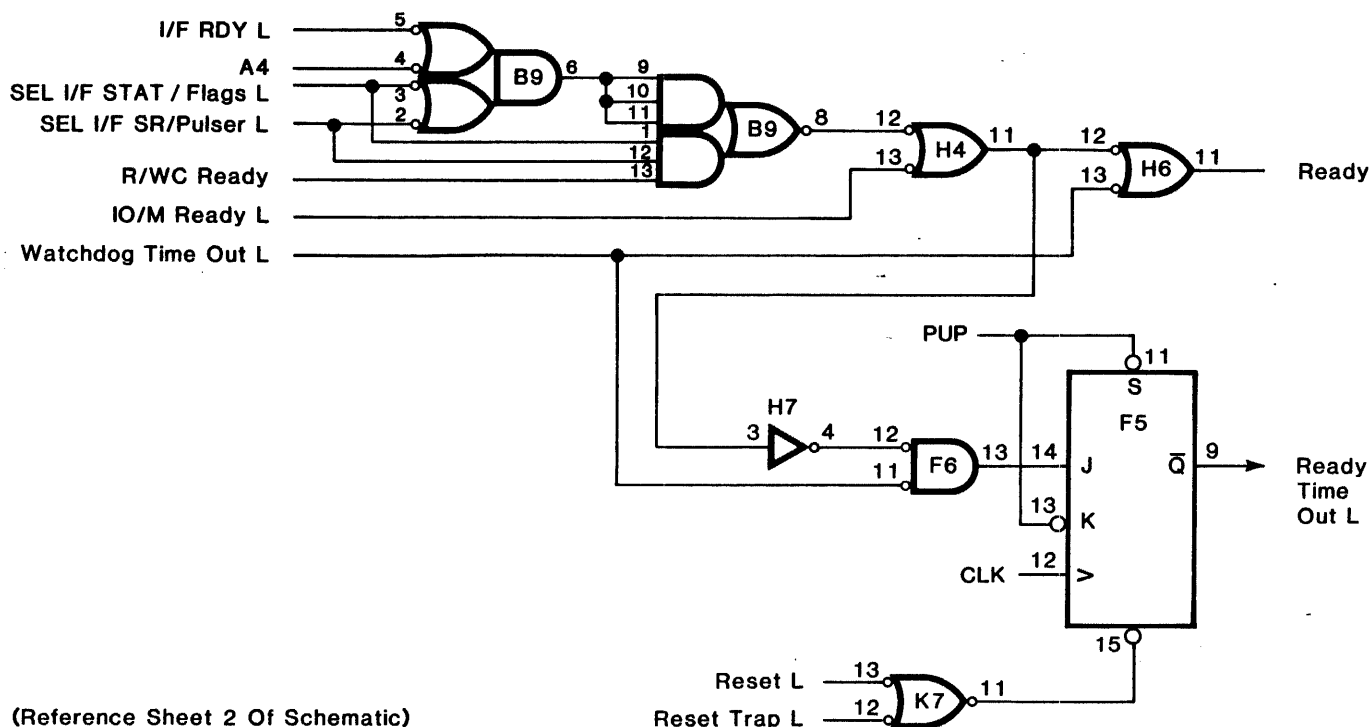 I/F RDY L
5
A4
4
B9
6
9
SEL I/F STAT / Flags L
3
10
SEL I/F SR/Pulser L
2
11
1
B9
8
12
H4
11
12
H6
11
Ready
12
13
13
13
R/WC Ready
IO/M Ready L
Watchdog Time Out L
PUP
11
S
F5
H7
3
4
12
11
F6
13
14
J
Q
9
Ready
Time
Out L
13
K
CLK
12
>
15
Reset L
13
K7
11
Reset Trap L
12
(Reference Sheet 2 Of Schematic)